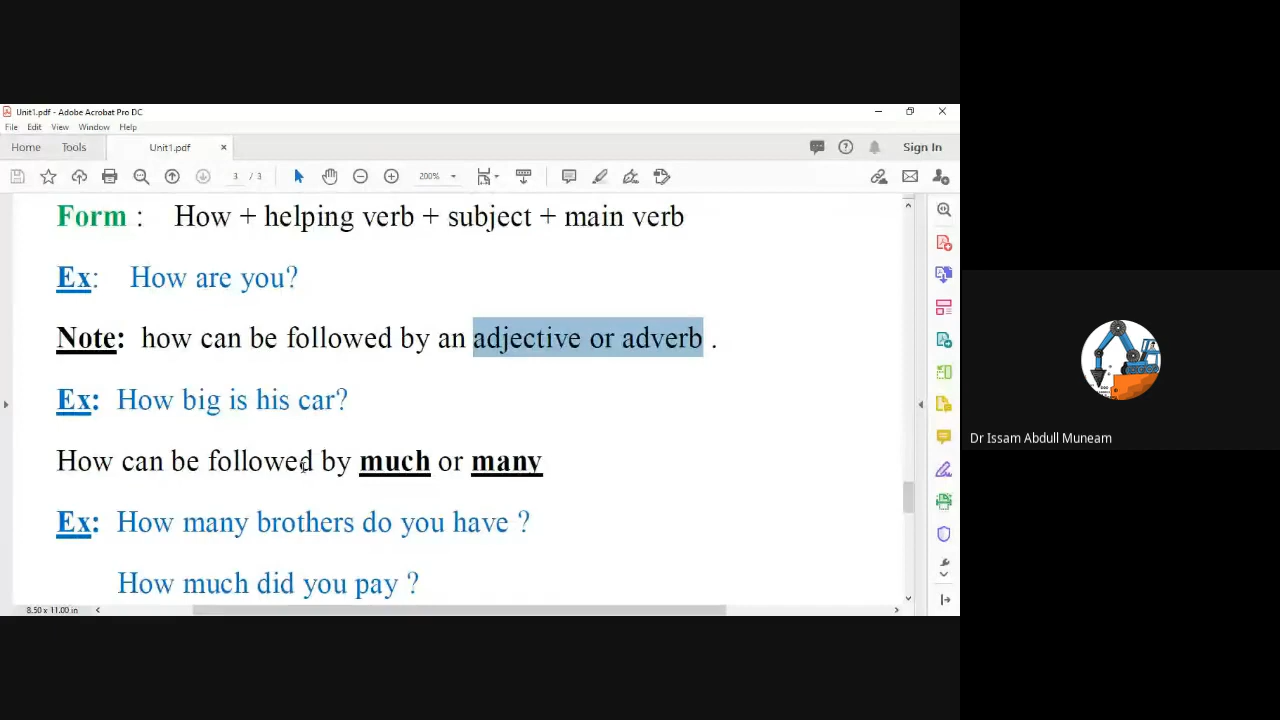 Unit1.pdf - Adobe Acrobat Pro DC
File Edit View Window Help
Home Tools Unit1.pdf × Sign In
3 / 3 200%
Form : How + helping verb + subject + main verb
Ex: How are you?
Note: how can be followed by an adjective or adverb .
Ex: How big is his car?
How can be followed by much or many
Ex: How many brothers do you have ?
How much did you pay ?
8.50 x 11.00 in
Dr Issam Abdull Muneam